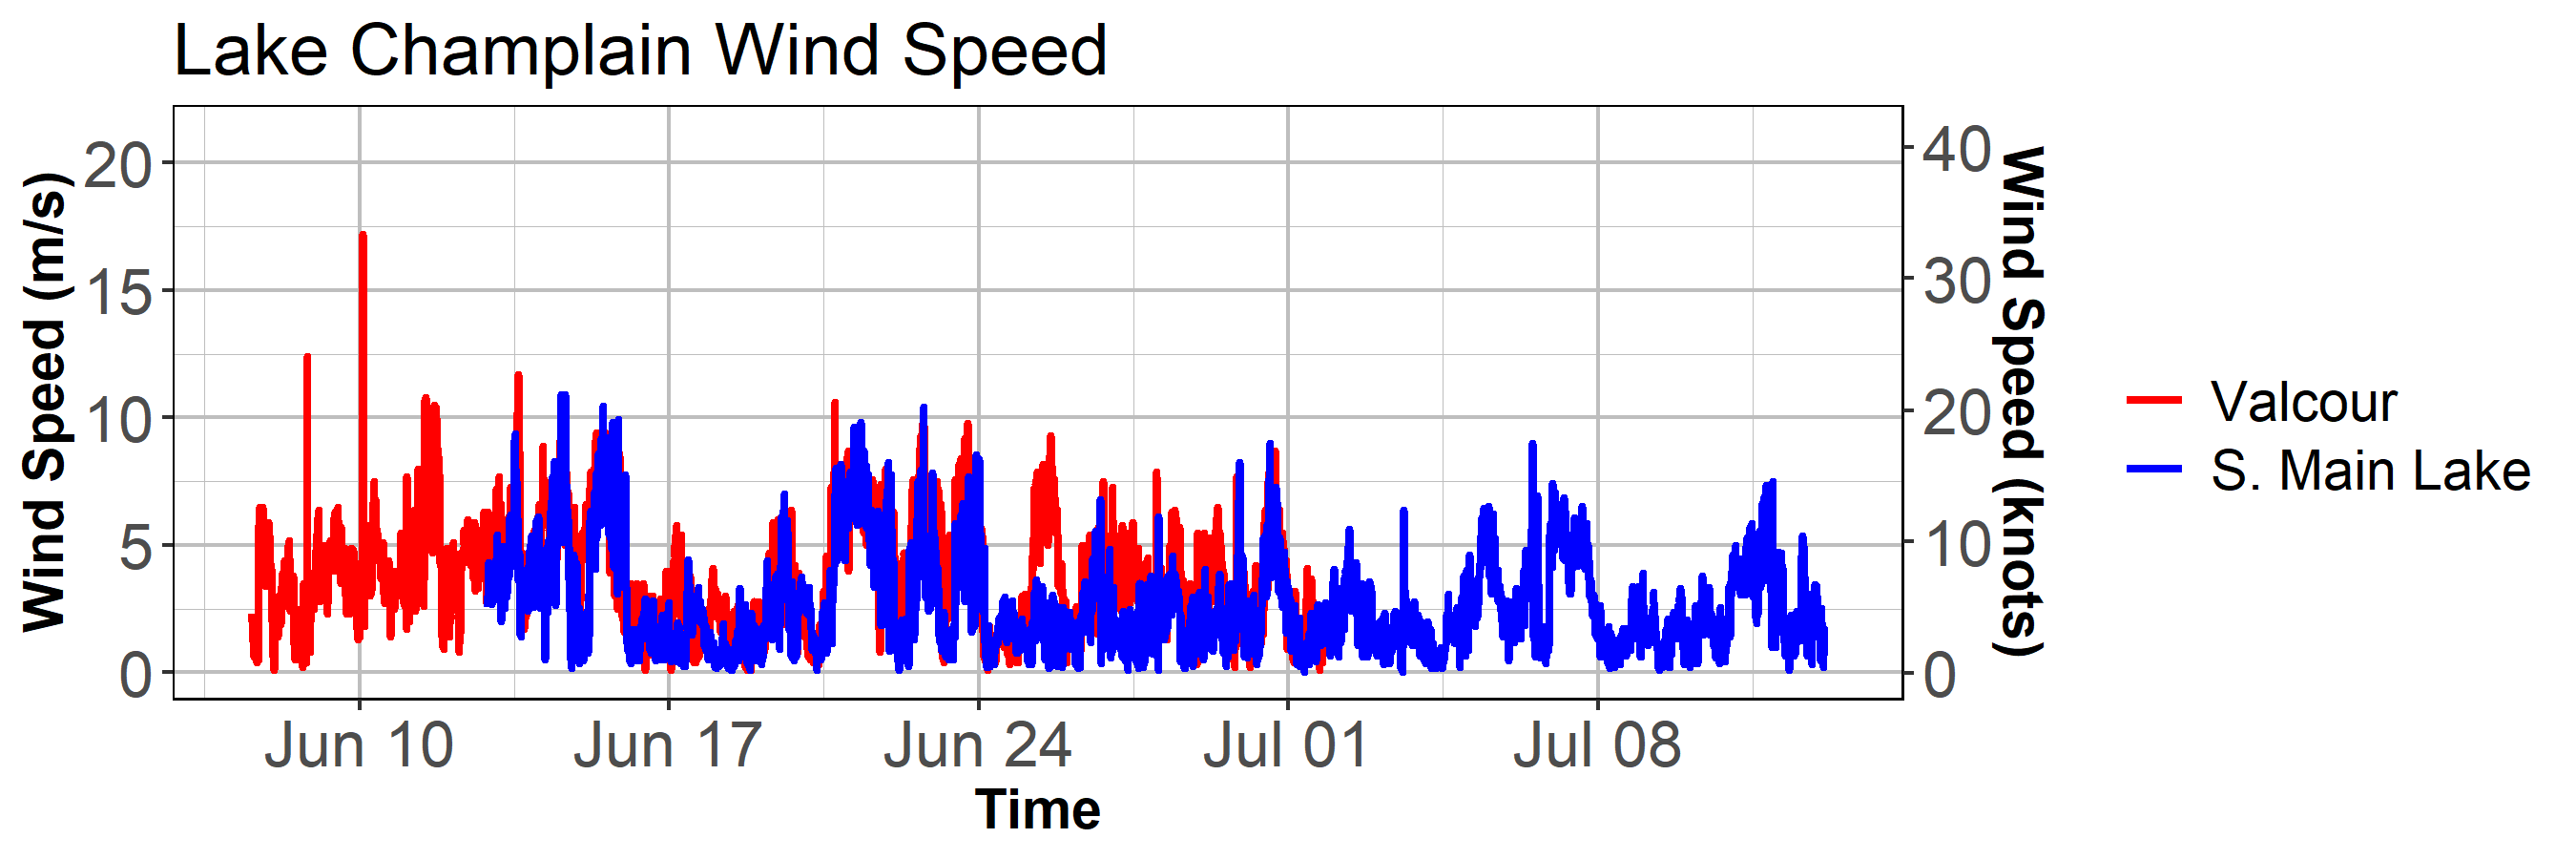 Lake Champlain Wind Speed
Wind Speed (m/s)
20
15
10
5
0
40
30
20
10
0
Wind Speed (knots)
Valcour
S. Main Lake
Jun 10
Jun 17
Jun 24
Jul 01
Jul 08
Time